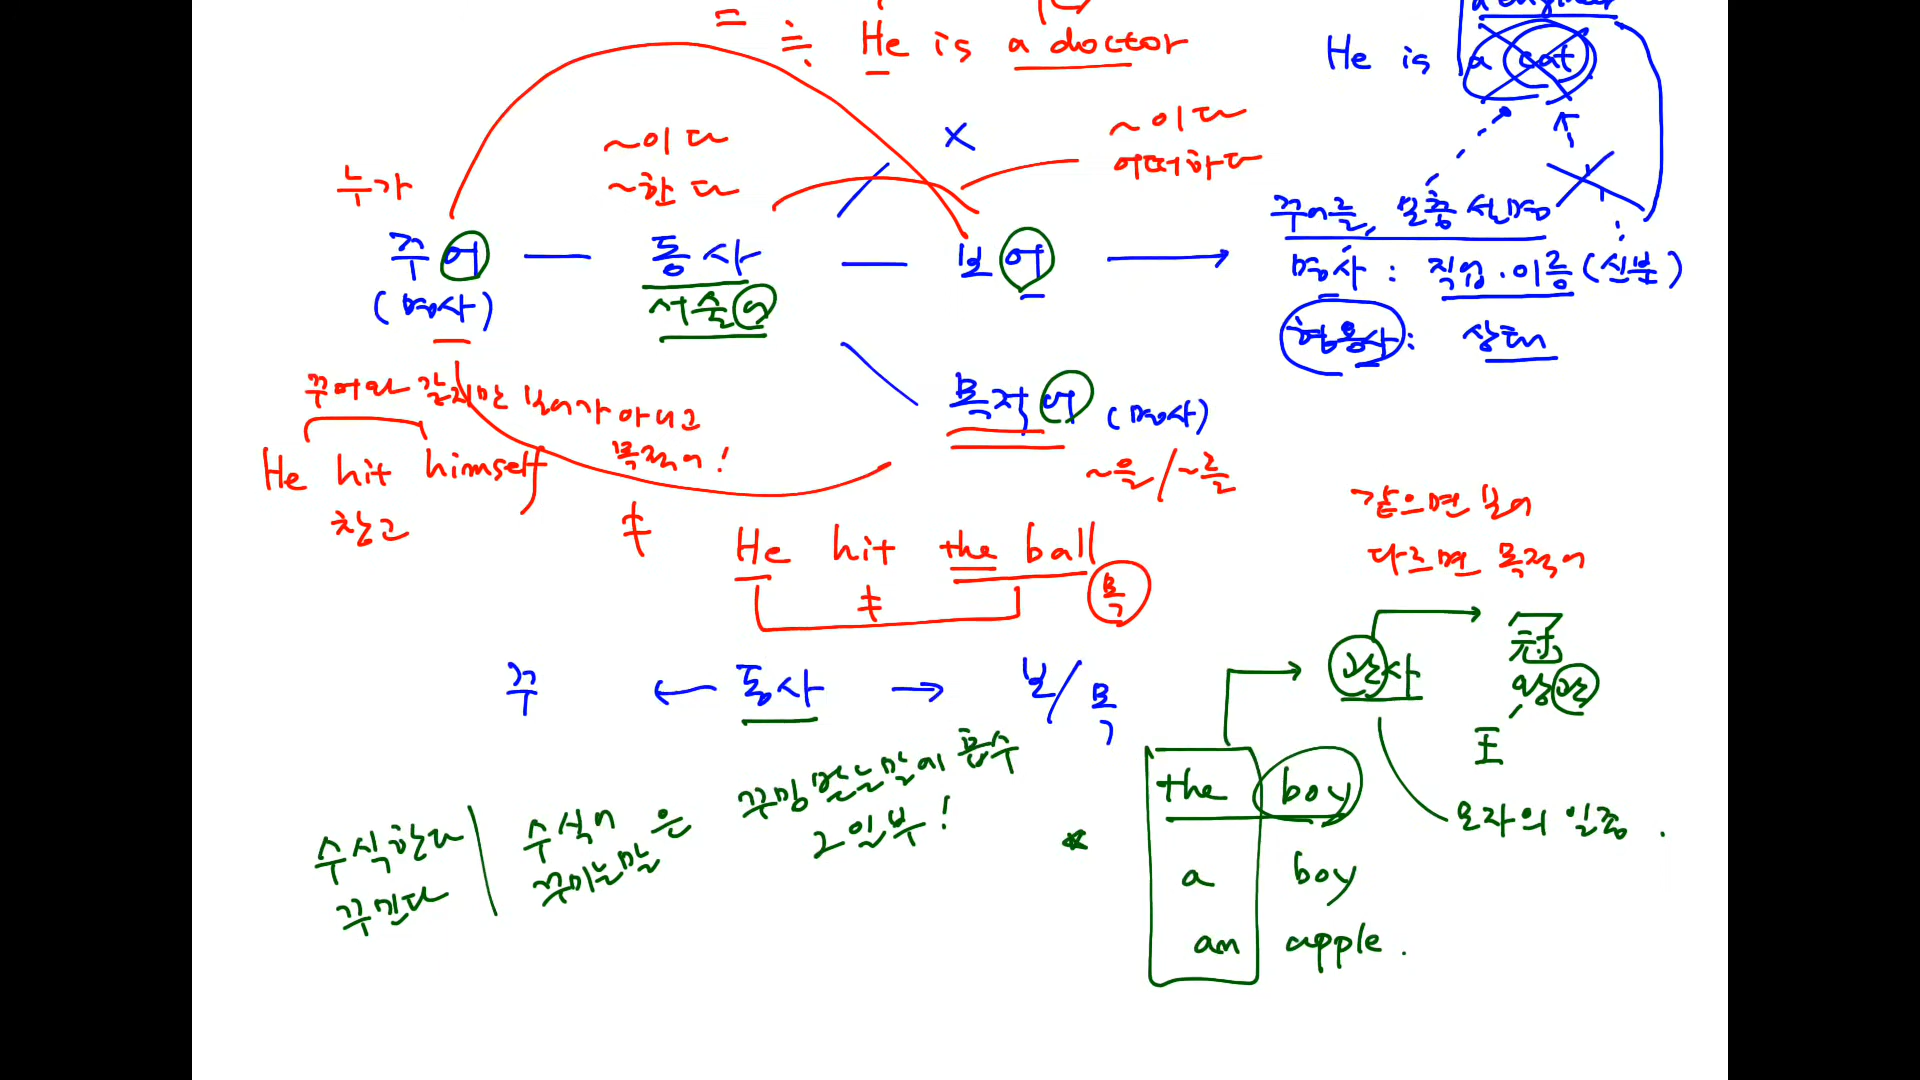 = ≒ He is a doctor
a engineer
He is a cat
누가
~이다
~한다
X
~이다
어떠하다
주어 — 동사 — 보어 →
(명사)
서술어
주어를, 보충 설명
명사 : 직업·이름 (신분)
형용사 : 상태
목적어 (명사)
~을/~를
주어와 같지만 보어가 아니고
목적어!
He hit himself
참고
≠
He hit the ball
≠
목
같으면 보어
다르면 목적어
주 ← 동사 → 보/목
관사
冠
왕관
王
모자의 일종.
the boy
a boy
an apple.
수식한다
꾸민다
수식어
꾸미는말은
꾸밈 받는말에 흡수
그일부!
*